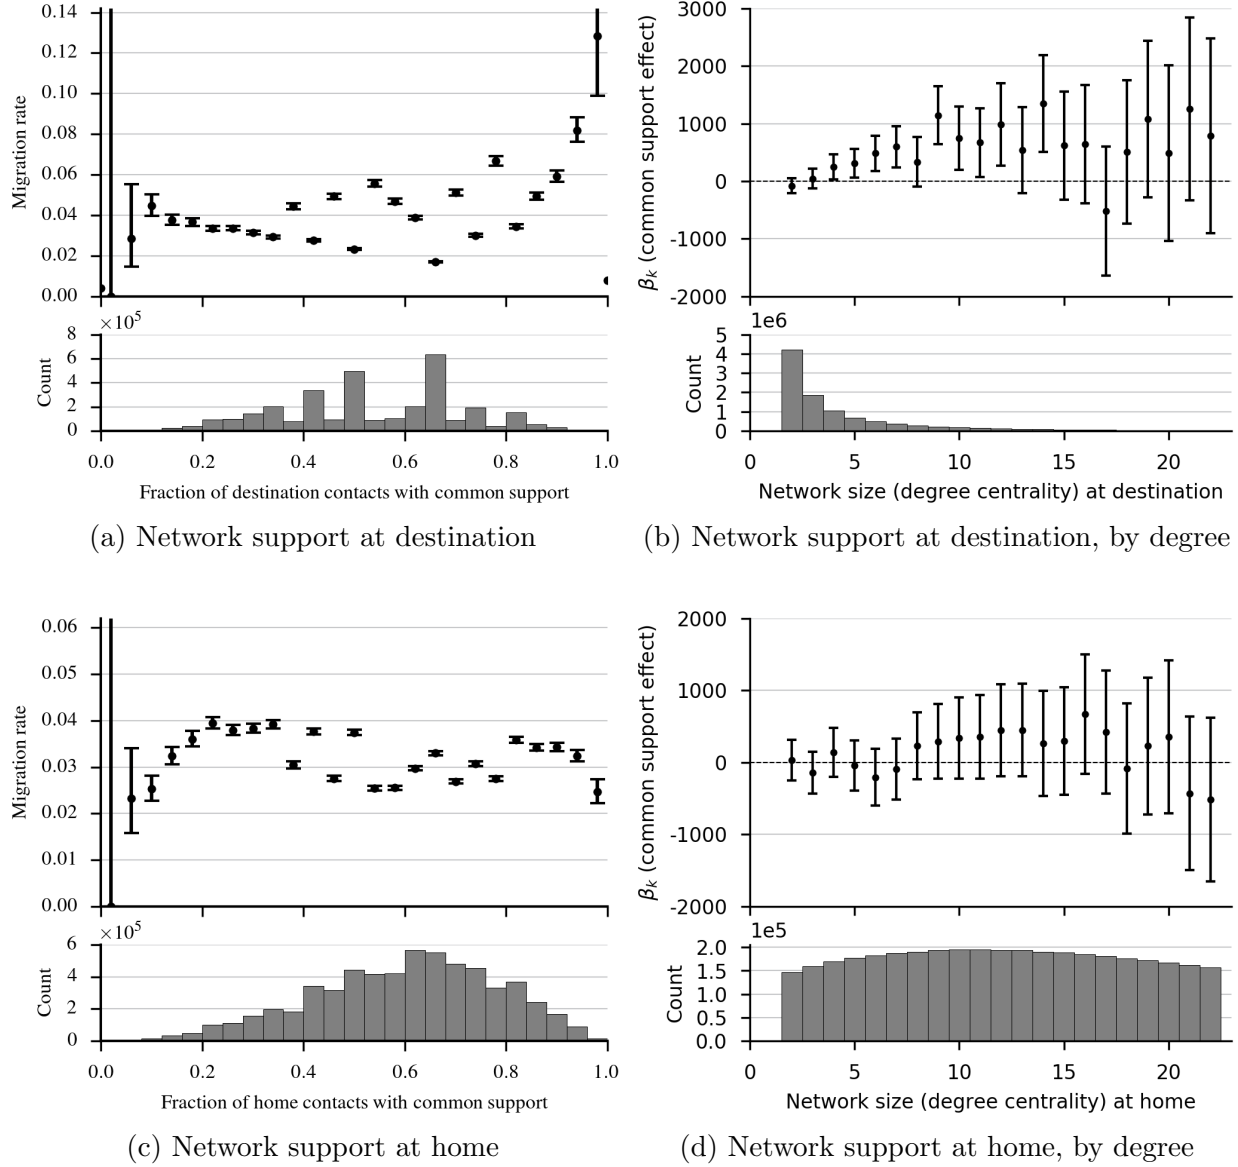 0.14
0.12
0.10
0.08
0.06
0.04
0.02
0.00
Migration rate
×10⁵
8
6
4
2
0
Count
0.0 0.2 0.4 0.6 0.8 1.0
Fraction of destination contacts with common support
(a) Network support at destination
3000
2000
1000
0
−1000
−2000
βₖ (common support effect)
1e6
5
4
3
2
1
0
Count
0 5 10 15 20
Network size (degree centrality) at destination
(b) Network support at destination, by degree
0.06
0.05
0.04
0.03
0.02
0.01
0.00
Migration rate
×10⁵
6
4
2
0
Count
0.0 0.2 0.4 0.6 0.8 1.0
Fraction of home contacts with common support
(c) Network support at home
2000
1000
0
−1000
−2000
βₖ (common support effect)
1e5
2.0
1.5
1.0
0.5
0.0
Count
0 5 10 15 20
Network size (degree centrality) at home
(d) Network support at home, by degree